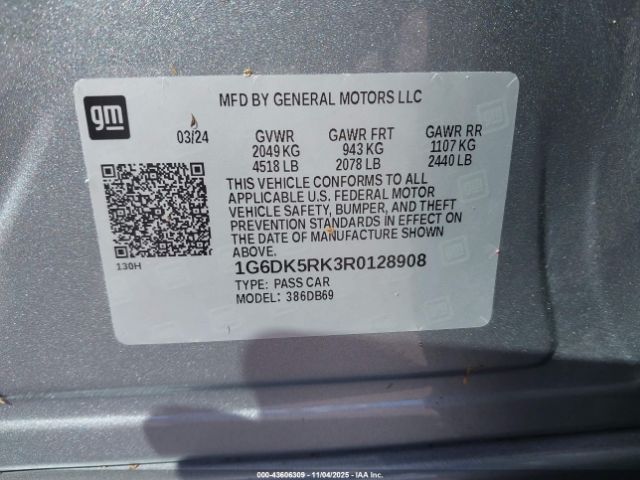 gm
MFD BY GENERAL MOTORS LLC
03/24 GVWR GAWR FRT GAWR RR
2049 KG 943 KG 1107 KG
4518 LB 2078 LB 2440 LB
THIS VEHICLE CONFORMS TO ALL
APPLICABLE U.S. FEDERAL MOTOR
VEHICLE SAFETY, BUMPER, AND THEFT
PREVENTION STANDARDS IN EFFECT ON
THE DATE OF MANUFACTURE SHOWN
ABOVE.
130H
1G6DK5RK3R0128908
TYPE: PASS CAR
MODEL: 386DB69
000-43606309 - 11/04/2025 - IAA Inc.